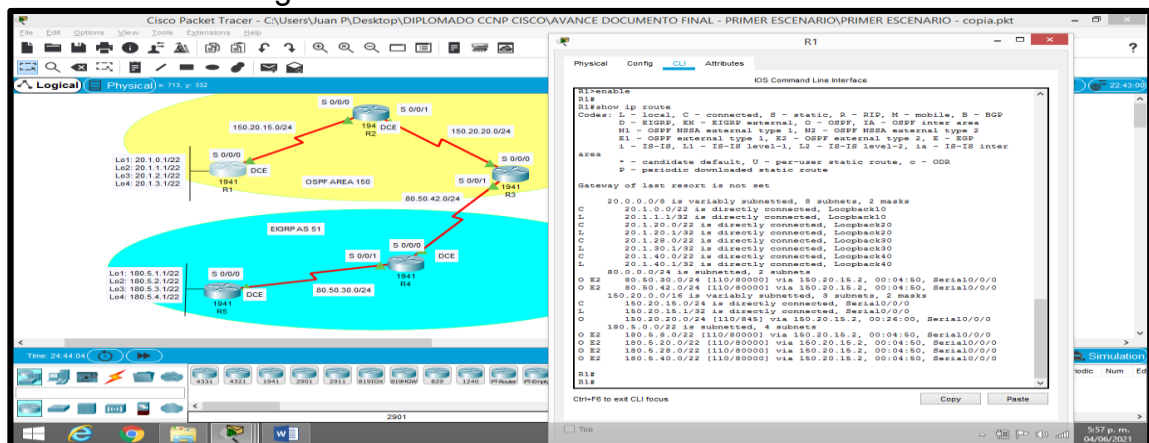 Cisco Packet Tracer - C:\Users\Juan P\Desktop\DIPLOMADO CCNP CISCO\AVANCE DOCUMENTO FINAL - PRIMER ESCENARIO\PRIMER ESCENARIO - copia.pkt
File Edit Options View Tools Extensions Help
Logical
Physical
x: 713, y: 332
22:43:00
S 0/0/0
S 0/0/1
DCE
R2
150.20.15.0/24
150.20.20.0/24
Lo1: 20.1.0.1/22
Lo2: 20.1.1.1/22
Lo3: 20.1.2.1/22
Lo4: 20.1.3.1/22
S 0/0/0
DCE
1941
R1
OSPF AREA 150
S 0/0/0
S 0/0/1
1941
R3
80.50.42.0/24
EIGRP AS 51
S 0/0/0
S 0/0/1
DCE
1941
R4
Lo1: 180.5.1.1/22
Lo2: 180.5.2.1/22
Lo3: 180.5.3.1/22
Lo4: 180.5.4.1/22
S 0/0/0
DCE
1941
R5
80.50.30.0/24
Time: 24:44:04
Simulation
4331 4321 1941 2901 2911 819IOX 819HGW 829 1240 PT-Router PT-Empty
2901
R1
Physical Config CLI Attributes
IOS Command Line Interface
R1>enable
R1#
R1#show ip route
Codes: L - local, C - connected, S - static, R - RIP, M - mobile, B - BGP
D - EIGRP, EX - EIGRP external, O - OSPF, IA - OSPF inter area
N1 - OSPF NSSA external type 1, N2 - OSPF NSSA external type 2
E1 - OSPF external type 1, E2 - OSPF external type 2, E - EGP
i - IS-IS, L1 - IS-IS level-1, L2 - IS-IS level-2, ia - IS-IS inter
area
* - candidate default, U - per-user static route, o - ODR
P - periodic downloaded static route
Gateway of last resort is not set
20.0.0.0/8 is variably subnetted, 8 subnets, 2 masks
C 20.1.0.0/22 is directly connected, Loopback10
L 20.1.1.1/32 is directly connected, Loopback10
C 20.1.20.0/22 is directly connected, Loopback20
L 20.1.20.1/32 is directly connected, Loopback20
C 20.1.28.0/22 is directly connected, Loopback30
L 20.1.30.1/32 is directly connected, Loopback30
C 20.1.40.0/22 is directly connected, Loopback40
L 20.1.40.1/32 is directly connected, Loopback40
80.0.0.0/24 is subnetted, 2 subnets
O E2 80.50.30.0/24 [110/80000] via 150.20.15.2, 00:04:50, Serial0/0/0
O E2 80.50.42.0/24 [110/80000] via 150.20.15.2, 00:04:50, Serial0/0/0
150.20.0.0/16 is variably subnetted, 3 subnets, 2 masks
C 150.20.15.0/24 is directly connected, Serial0/0/0
L 150.20.15.1/32 is directly connected, Serial0/0/0
O 150.20.20.0/24 [110/845] via 150.20.15.2, 00:26:00, Serial0/0/0
180.5.0.0/22 is subnetted, 4 subnets
O E2 180.5.8.0/22 [110/80000] via 150.20.15.2, 00:04:50, Serial0/0/0
O E2 180.5.20.0/22 [110/80000] via 150.20.15.2, 00:04:50, Serial0/0/0
O E2 180.5.28.0/22 [110/80000] via 150.20.15.2, 00:04:50, Serial0/0/0
O E2 180.5.40.0/22 [110/80000] via 150.20.15.2, 00:04:50, Serial0/0/0
R1#
R1#
Ctrl+F6 to exit CLI focus
Copy
Paste
Top
Num Ed
5:57 p. m.
04/06/2021